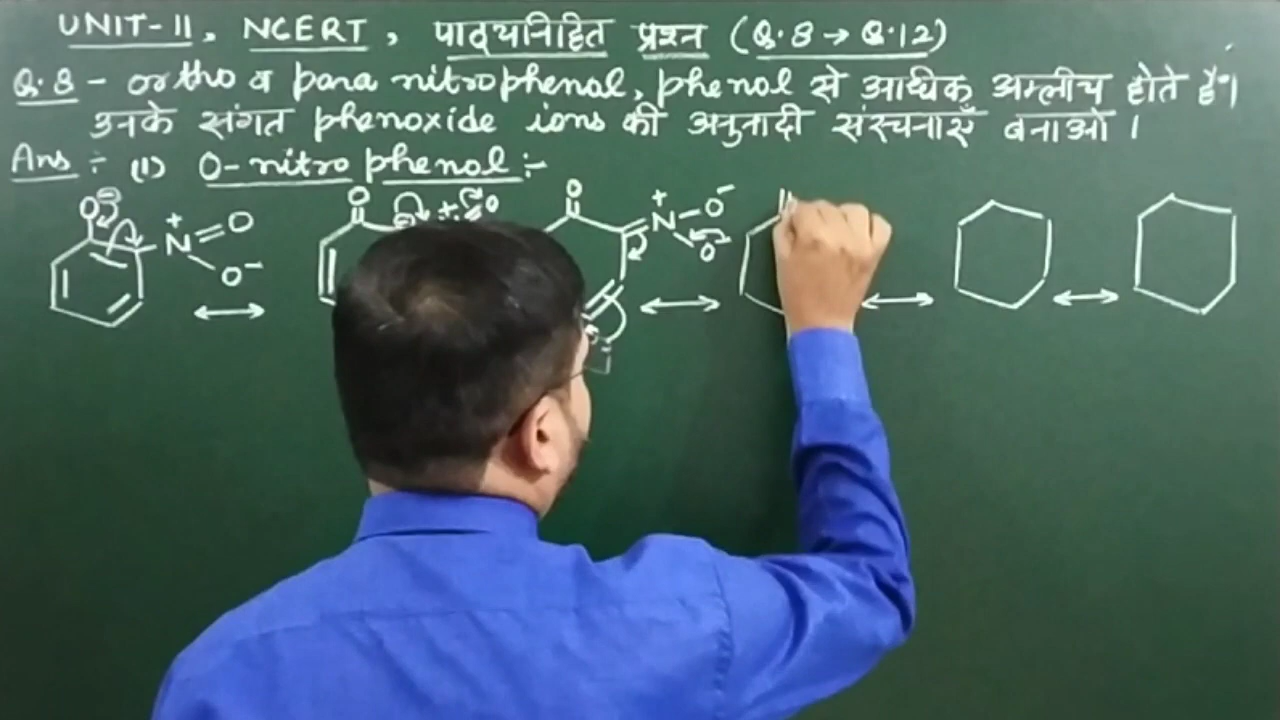 UNIT-11, NCERT, पाठ्यनिहित प्रश्न (Q.8 → Q.12)
Q.8 - ortho व para nitrophenol, phenol से अधिक अम्लीय होते हैं।
उनके संगत phenoxide ions की अनुनादी संरचनाएँ बनाओ।
Ans :- (1) O-nitro phenol :-